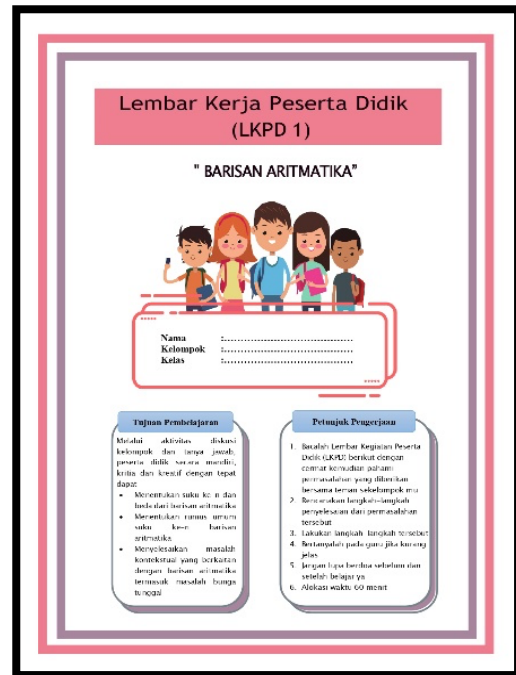 Lembar Kerja Peserta Didik
(LKPD 1)
" BARISAN ARITMATIKA”
Nama :......................................
Kelompok :......................................
Kelas :......................................
Tujuan Pembelajaran
Melalui aktivitas diskusi
kelompok dan tanya jawab,
peserta didik secara mandiri,
kritis dan kreatif dengan tepat
dapat
• Menentukan suku ke-n dan
beda dari barisan aritmatika
• Menentukan rumus umum
suku ke-n barisan
aritmatika
• Menyelesaikan masalah
kontekstual yang berkaitan
dengan barisan aritmatika
termasuk masalah bunga
tunggal
Petunjuk Pengerjaan
1. Bacalah Lembar Kegiatan Peserta
Didik (LKPD) berikut dengan
cermat kemudian pahami
permasalahan yang diberikan
bersama teman sekelompok mu
2. Rencanakan langkah-langkah
penyelesaian dari permasalahan
tersebut
3. Lakukan langkah-langkah tersebut
4. Bertanyalah pada guru jika kurang
jelas
5. Jangan lupa berdoa sebelum dan
setelah belajar ya
6. Alokasi waktu 60 menit